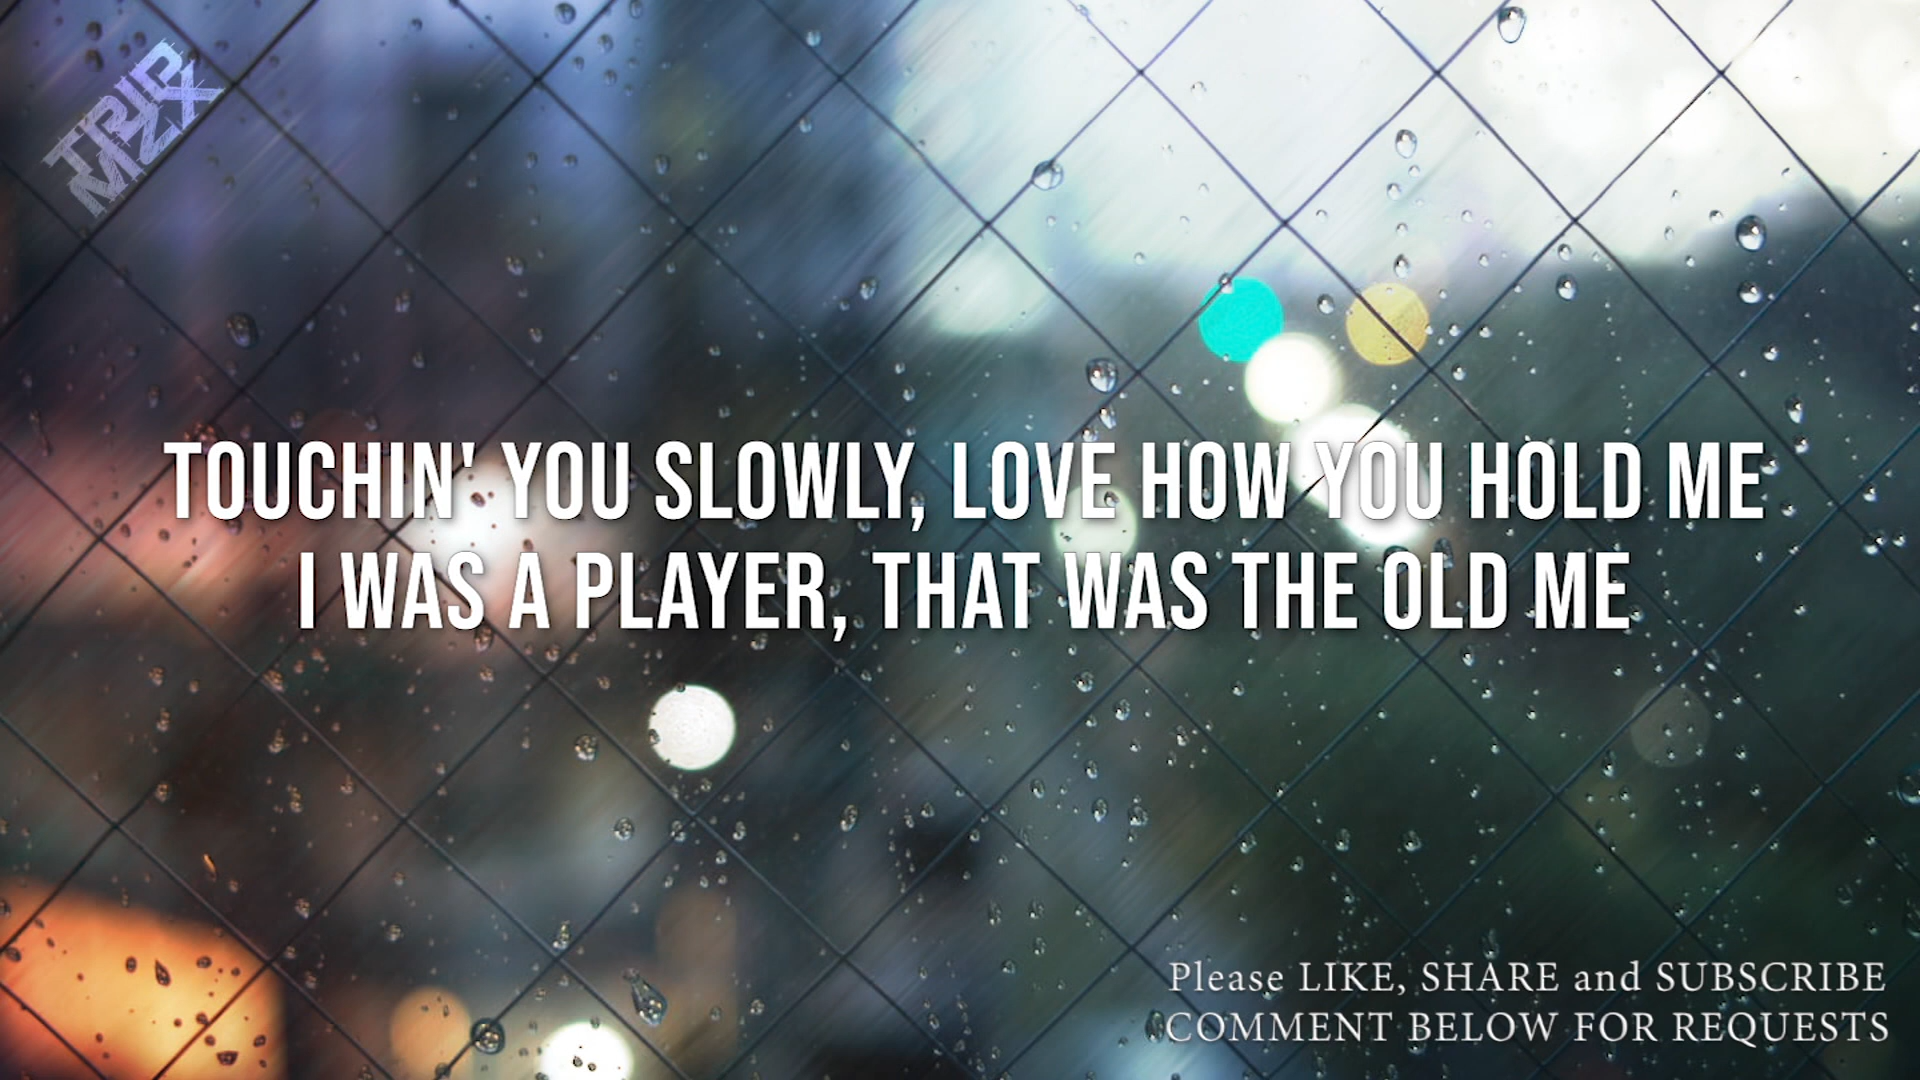 TRIP
MZX
TOUCHIN' YOU SLOWLY, LOVE HOW YOU HOLD ME
I WAS A PLAYER, THAT WAS THE OLD ME
Please LIKE, SHARE and SUBSCRIBE
COMMENT BELOW FOR REQUESTS